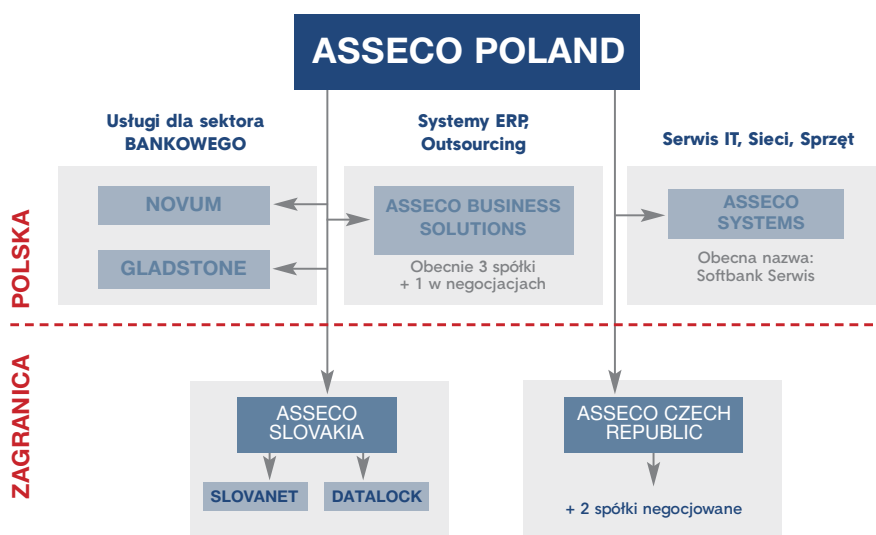 ASSECO POLAND
Usługi dla sektora
BANKOWEGO
Systemy ERP,
Outsourcing
Serwis IT, Sieci, Sprzęt
POLSKA
NOVUM
GLADSTONE
ASSECO BUSINESS
SOLUTIONS
Obecnie 3 spółki
+ 1 w negocjacjach
ASSECO
SYSTEMS
Obecna nazwa:
Softbank Serwis
ZAGRANICA
ASSECO
SLOVAKIA
SLOVANET
DATALOCK
ASSECO CZECH
REPUBLIC
+ 2 spółki negocjowane